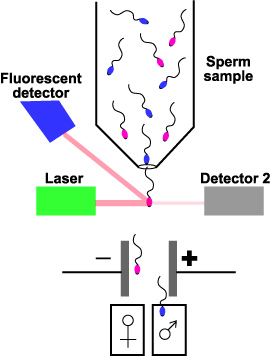 Sperm
sample
Fluorescent
detector
Laser
Detector 2
− +
♀ ♂